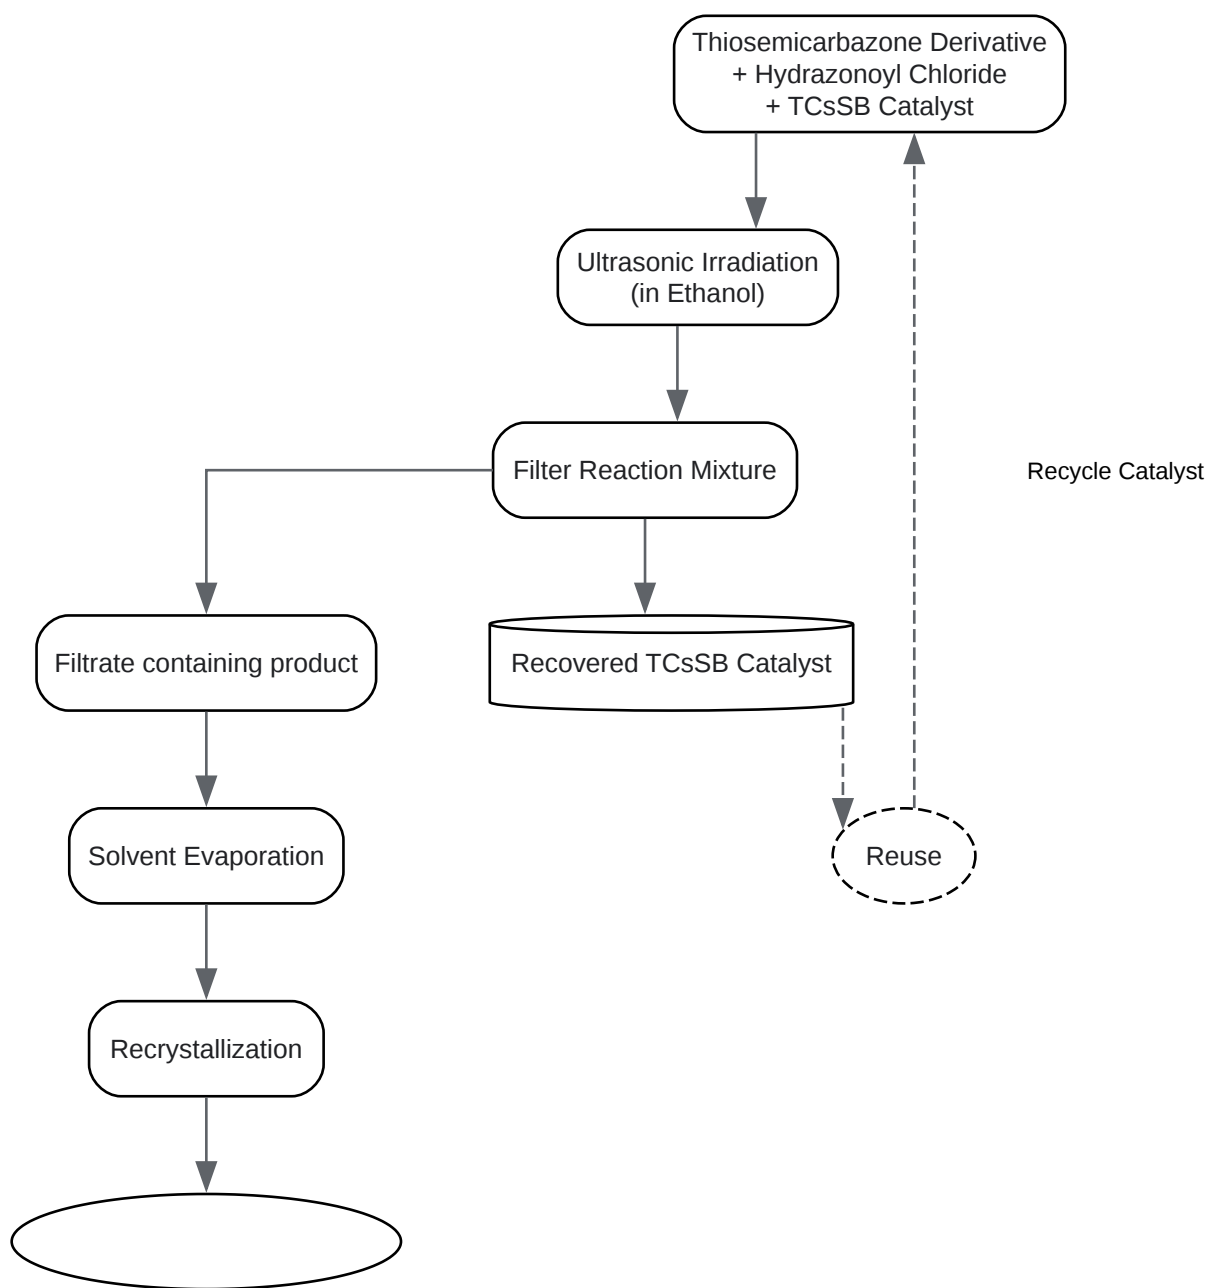 Thiosemicarbazone Derivative
+ Hydrazonoyl Chloride
+ TCsSB Catalyst
Ultrasonic Irradiation
(in Ethanol)
Filter Reaction Mixture
Recycle Catalyst
Filtrate containing product
Recovered TCsSB Catalyst
Solvent Evaporation
Reuse
Recrystallization